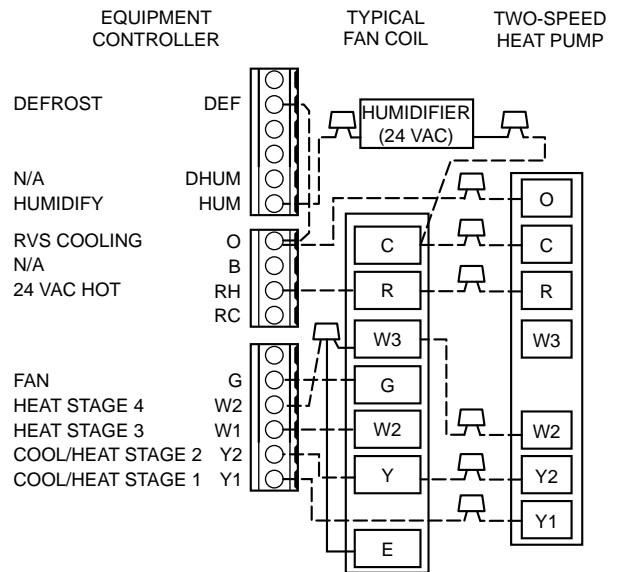 EQUIPMENT CONTROLLER
TYPICAL FAN COIL
TWO-SPEED HEAT PUMP
DEFROST DEF
HUMIDIFIER
(24 VAC)
N/A DHUM
HUMIDIFY HUM
RVS COOLING O
N/A B
24 VAC HOT RH
RC
FAN G
HEAT STAGE 4 W2
HEAT STAGE 3 W1
COOL/HEAT STAGE 2 Y2
COOL/HEAT STAGE 1 Y1
C
R
W3
G
W2
Y
E
O
C
R
W3
W2
Y2
Y1